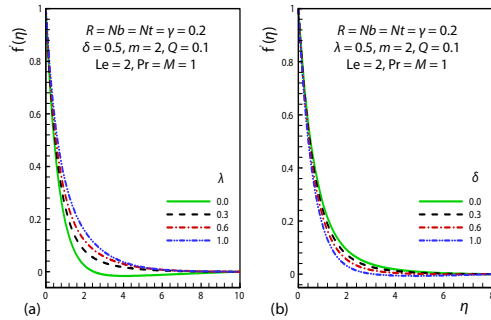 f′(η)
R = Nb = Nt = γ = 0.2
δ = 0.5, m = 2, Q = 0.1
Le = 2, Pr = M = 1
λ
0.0
0.3
0.6
1.0
1
0.8
0.6
0.4
0.2
0
0 2 4 6 8 10
(a)
f′(η)
R = Nb = Nt = γ = 0.2
λ = 0.5, m = 2, Q = 0.1
Le = 2, Pr = M = 1
δ
0.0
0.3
0.6
1.0
1
0.8
0.6
0.4
0.2
0
0 2 4 6 8
(b)
η